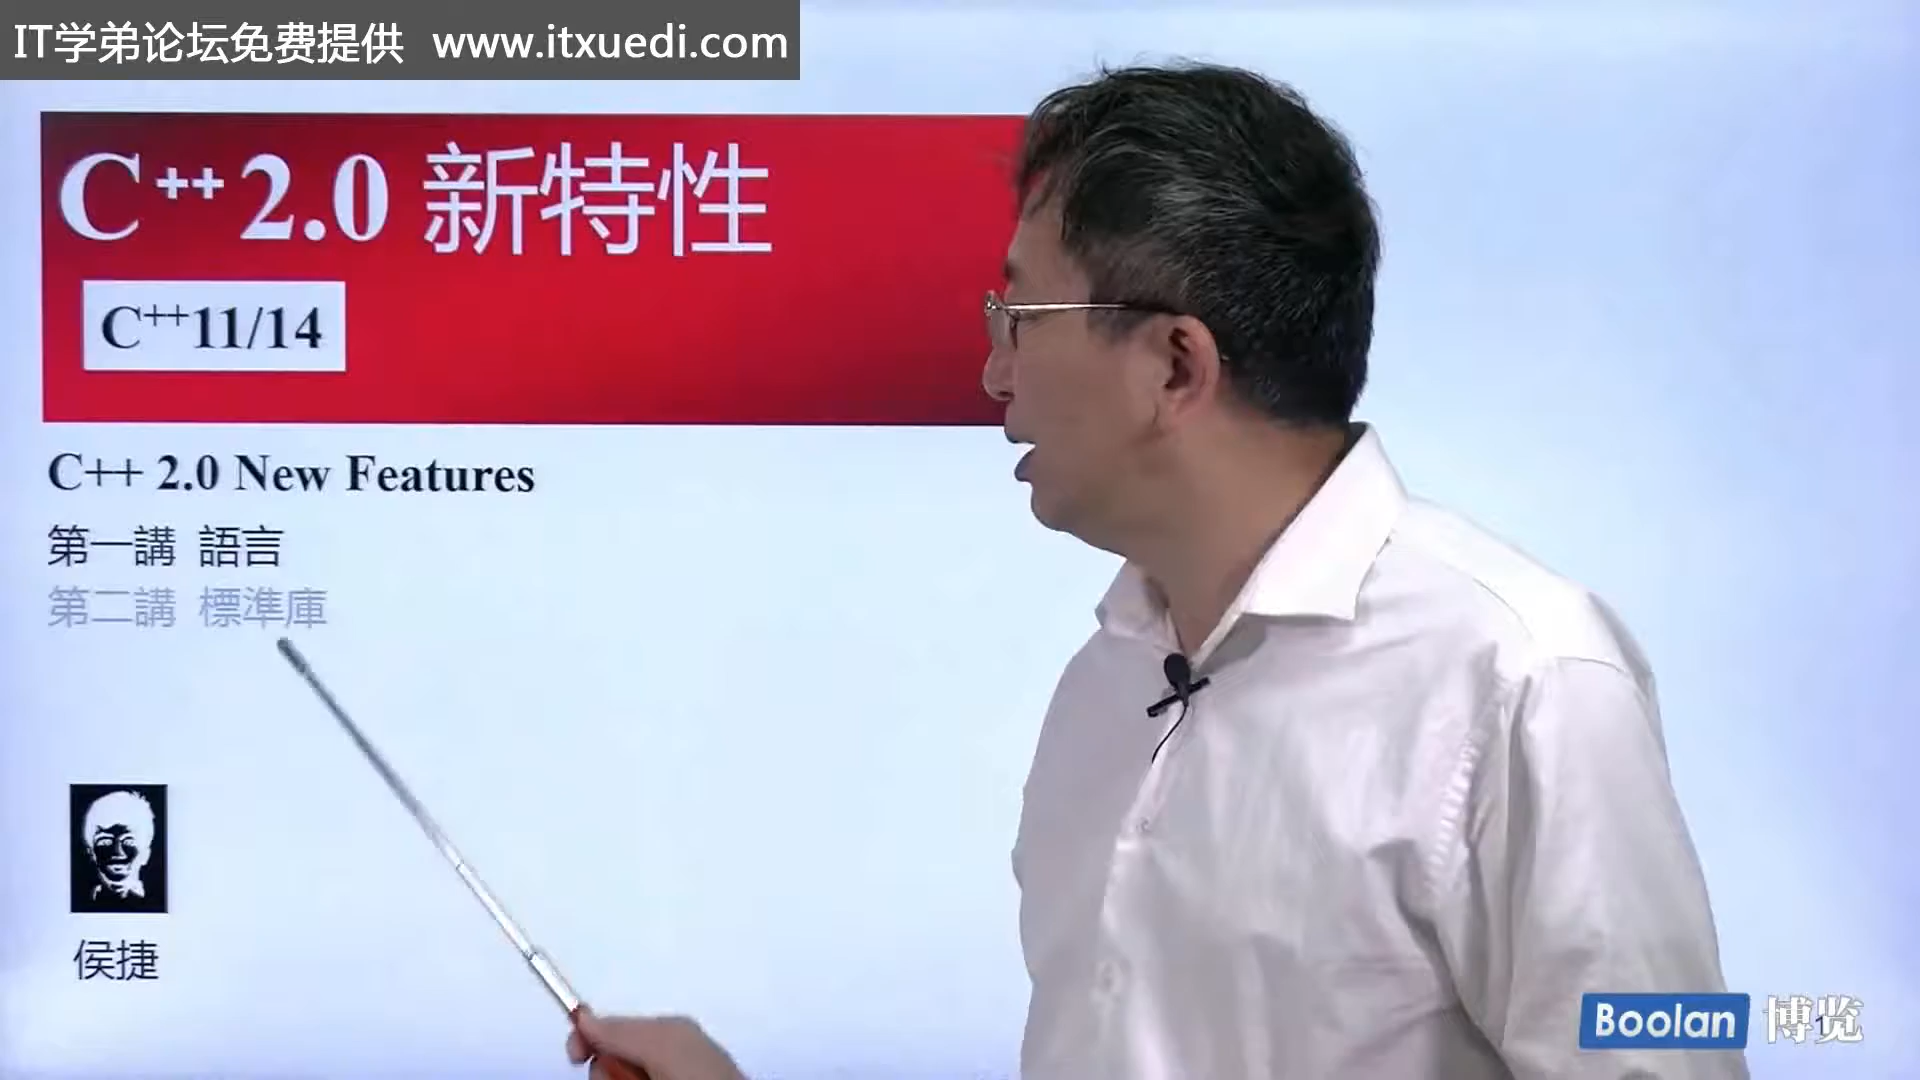 IT学弟论坛免费提供 www.itxuedi.com
C++ 2.0 新特性
C++11/14
C++ 2.0 New Features
第一講 語言
第二講 標準庫
侯捷
Boolan 博览